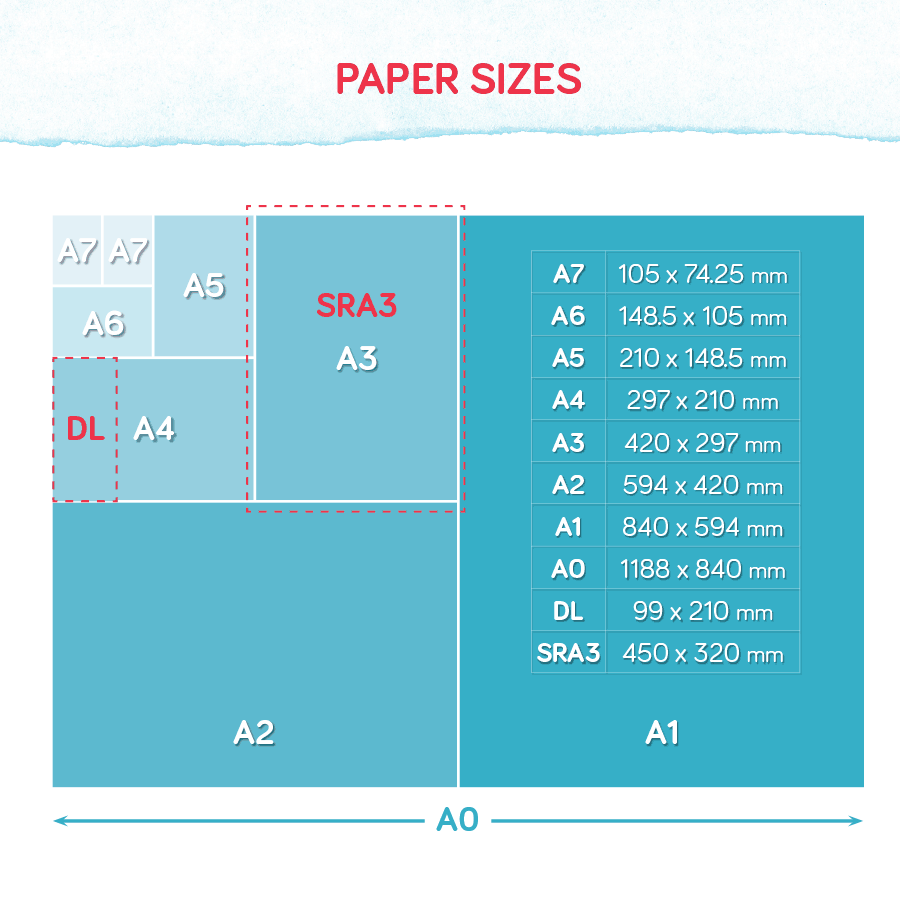 PAPER SIZES
A7 A7
A5
A6
SRA3
A3
DL A4
A2
A7 105 x 74.25 mm
A6 148.5 x 105 mm
A5 210 x 148.5 mm
A4 297 x 210 mm
A3 420 x 297 mm
A2 594 x 420 mm
A1 840 x 594 mm
A0 1188 x 840 mm
DL 99 x 210 mm
SRA3 450 x 320 mm
A1
A0